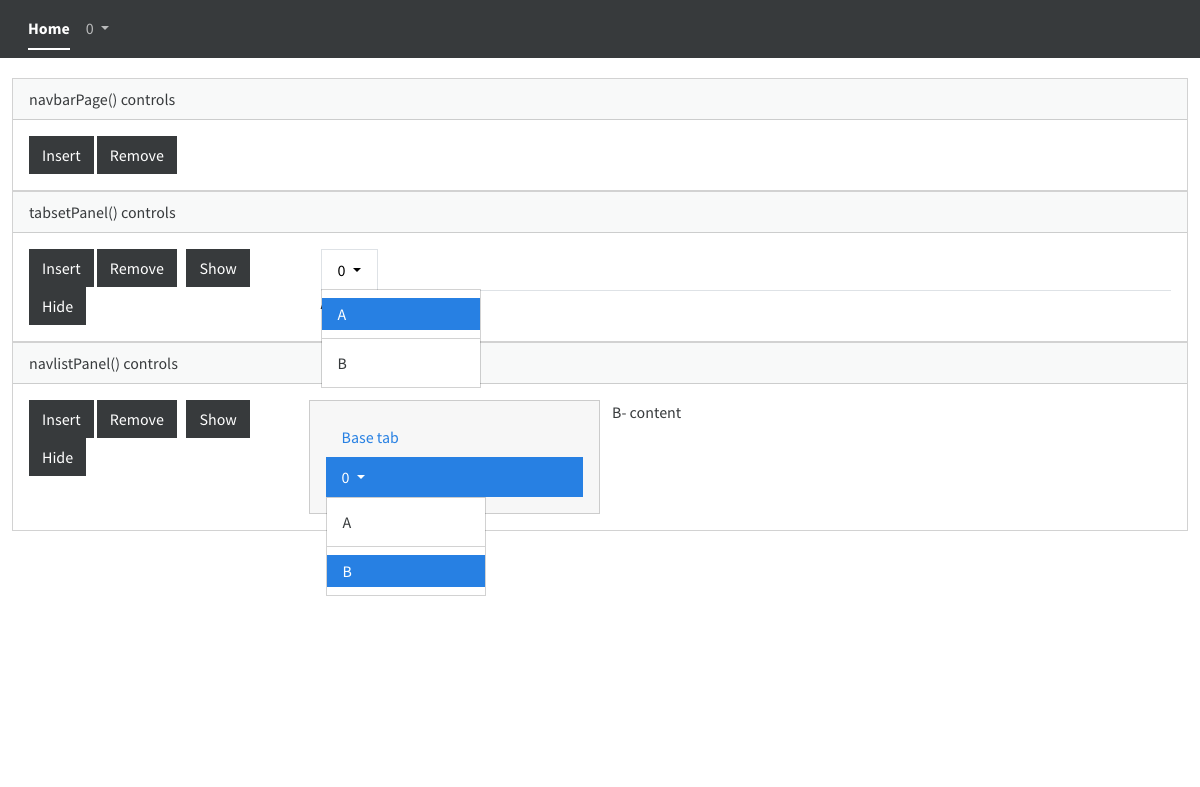 Home 0
navbarPage() controls
Insert Remove
tabsetPanel() controls
Insert Remove Show
Hide
0
A
B
navlistPanel() controls
Insert Remove Show
Hide
Base tab
0
A
B
B- content